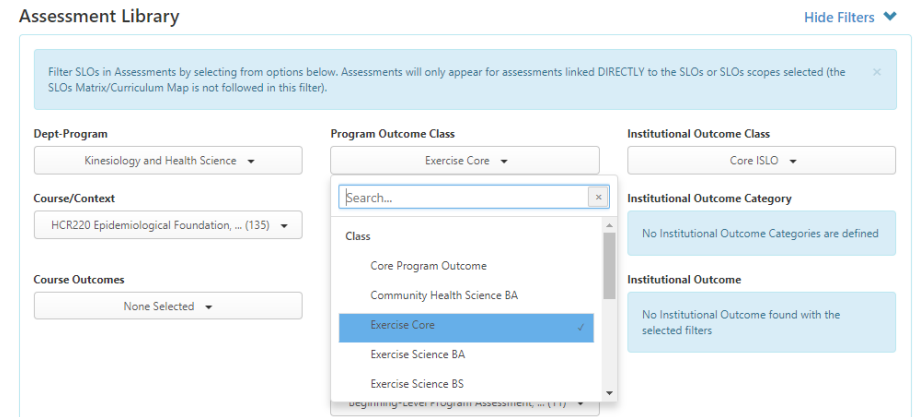 Assessment Library
Hide Filters
Filter SLOs in Assessments by selecting from options below. Assessments will only appear for assessments linked DIRECTLY to the SLOs or SLOs scopes selected (the
SLOs Matrix/Curriculum Map is not followed in this filter).
×
Dept-Program
Kinesiology and Health Science
Program Outcome Class
Exercise Core
Institutional Outcome Class
Core ISLO
Course/Context
HCR220 Epidemiological Foundation, ... (135)
Search...
×
Class
Core Program Outcome
Community Health Science BA
Exercise Core
Exercise Science BA
Exercise Science BS
Institutional Outcome Category
No Institutional Outcome Categories are defined
Course Outcomes
None Selected
Institutional Outcome
No Institutional Outcome found with the
selected filters
Beginning-Level Program Assessment, ... (11)